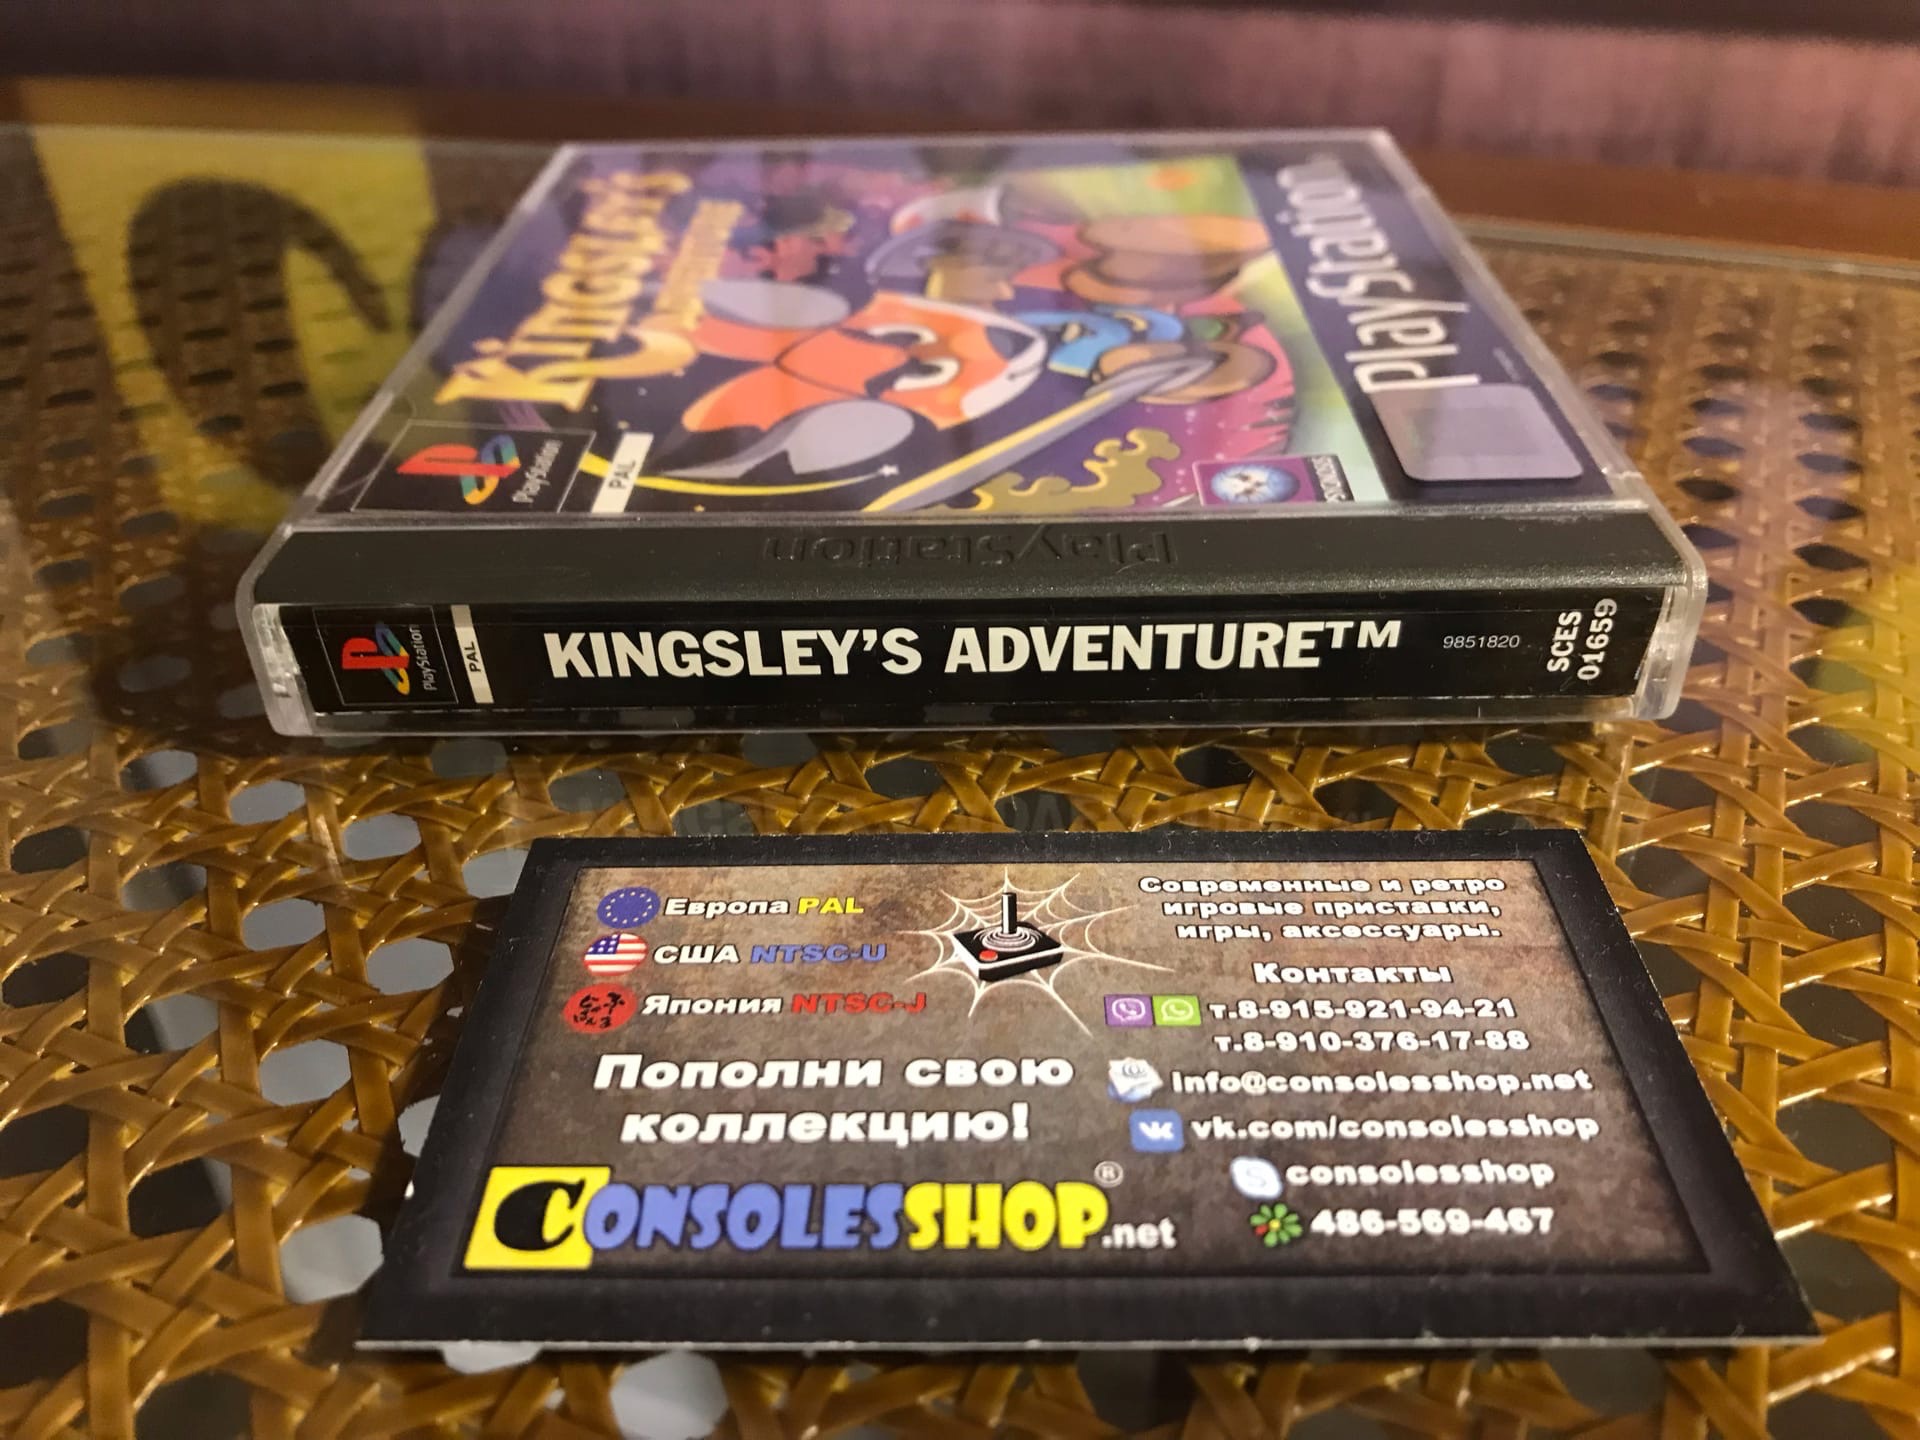 KINGSLEY'S
ADVENTURE
PlayStation
PlayStation
PAL
PlayStation
PlayStation
PAL
KINGSLEY'S ADVENTURE™
9851820
SCES
01659
Европа PAL
США NTSC-U
Япония NTSC-J
Пополни свою
коллекцию!
CONSOLESSHOP®.net
Современные и ретро
игровые приставки,
игры, аксессуары.
Контакты
т.8-915-921-94-21
т.8-910-376-17-88
info@consolesshop.net
vk.com/consolesshop
consolesshop
486-569-467